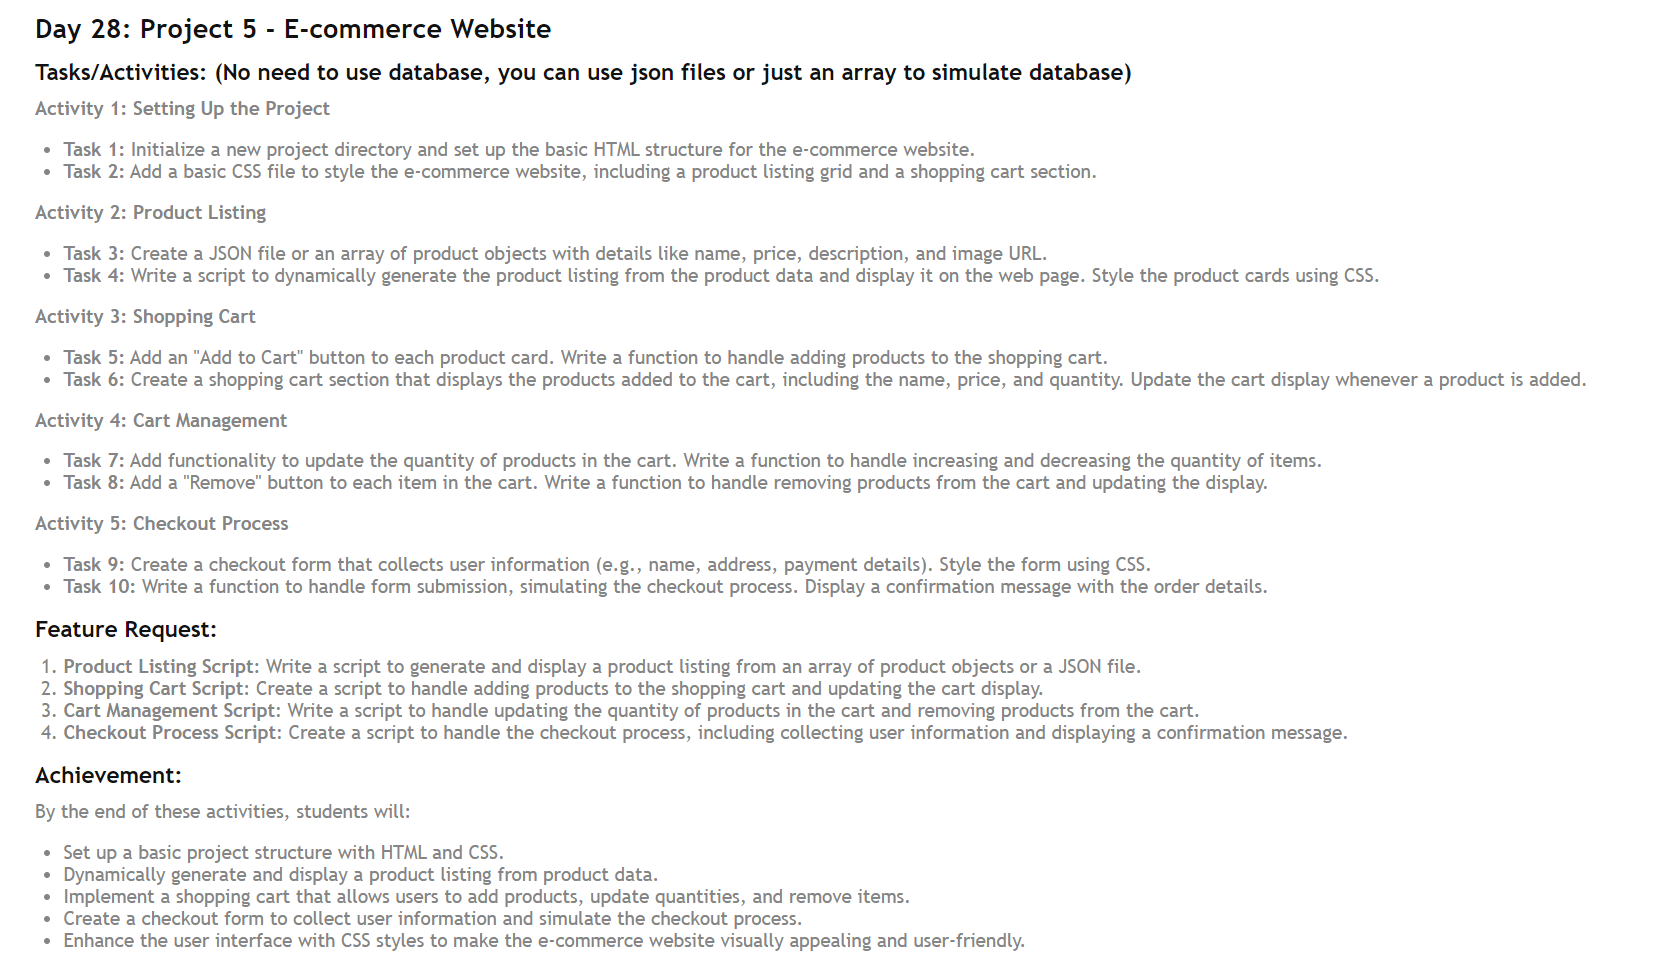 Day 28: Project 5 - E-commerce Website
Tasks/Activities: (No need to use database, you can use json files or just an array to simulate database)
Activity 1: Setting Up the Project
• Task 1: Initialize a new project directory and set up the basic HTML structure for the e-commerce website.
• Task 2: Add a basic CSS file to style the e-commerce website, including a product listing grid and a shopping cart section.
Activity 2: Product Listing
• Task 3: Create a JSON file or an array of product objects with details like name, price, description, and image URL.
• Task 4: Write a script to dynamically generate the product listing from the product data and display it on the web page. Style the product cards using CSS.
Activity 3: Shopping Cart
• Task 5: Add an "Add to Cart" button to each product card. Write a function to handle adding products to the shopping cart.
• Task 6: Create a shopping cart section that displays the products added to the cart, including the name, price, and quantity. Update the cart display whenever a product is added.
Activity 4: Cart Management
• Task 7: Add functionality to update the quantity of products in the cart. Write a function to handle increasing and decreasing the quantity of items.
• Task 8: Add a "Remove" button to each item in the cart. Write a function to handle removing products from the cart and updating the display.
Activity 5: Checkout Process
• Task 9: Create a checkout form that collects user information (e.g., name, address, payment details). Style the form using CSS.
• Task 10: Write a function to handle form submission, simulating the checkout process. Display a confirmation message with the order details.
Feature Request:
1. Product Listing Script: Write a script to generate and display a product listing from an array of product objects or a JSON file.
2. Shopping Cart Script: Create a script to handle adding products to the shopping cart and updating the cart display.
3. Cart Management Script: Write a script to handle updating the quantity of products in the cart and removing products from the cart.
4. Checkout Process Script: Create a script to handle the checkout process, including collecting user information and displaying a confirmation message.
Achievement:
By the end of these activities, students will:
• Set up a basic project structure with HTML and CSS.
• Dynamically generate and display a product listing from product data.
• Implement a shopping cart that allows users to add products, update quantities, and remove items.
• Create a checkout form to collect user information and simulate the checkout process.
• Enhance the user interface with CSS styles to make the e-commerce website visually appealing and user-friendly.